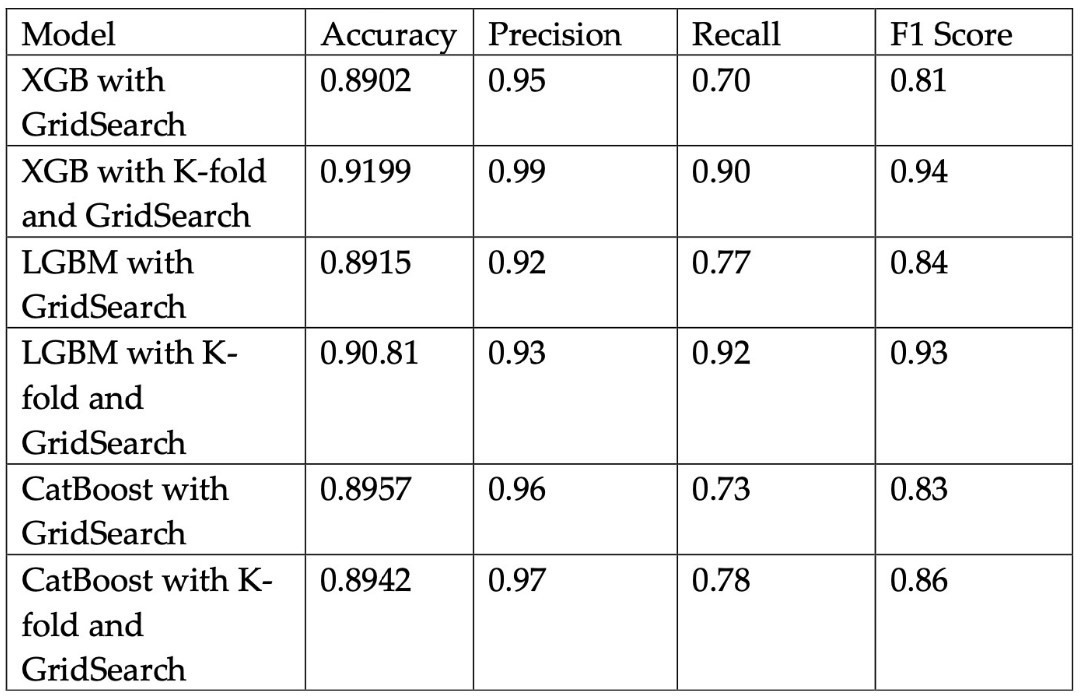 Model Accuracy Precision Recall F1 Score
XGB with 0.8902 0.95 0.70 0.81
GridSearch
XGB with K-fold 0.9199 0.99 0.90 0.94
and GridSearch
LGBM with 0.8915 0.92 0.77 0.84
GridSearch
LGBM with K- 0.90.81 0.93 0.92 0.93
fold and
GridSearch
CatBoost with 0.8957 0.96 0.73 0.83
GridSearch
CatBoost with K- 0.8942 0.97 0.78 0.86
fold and
GridSearch